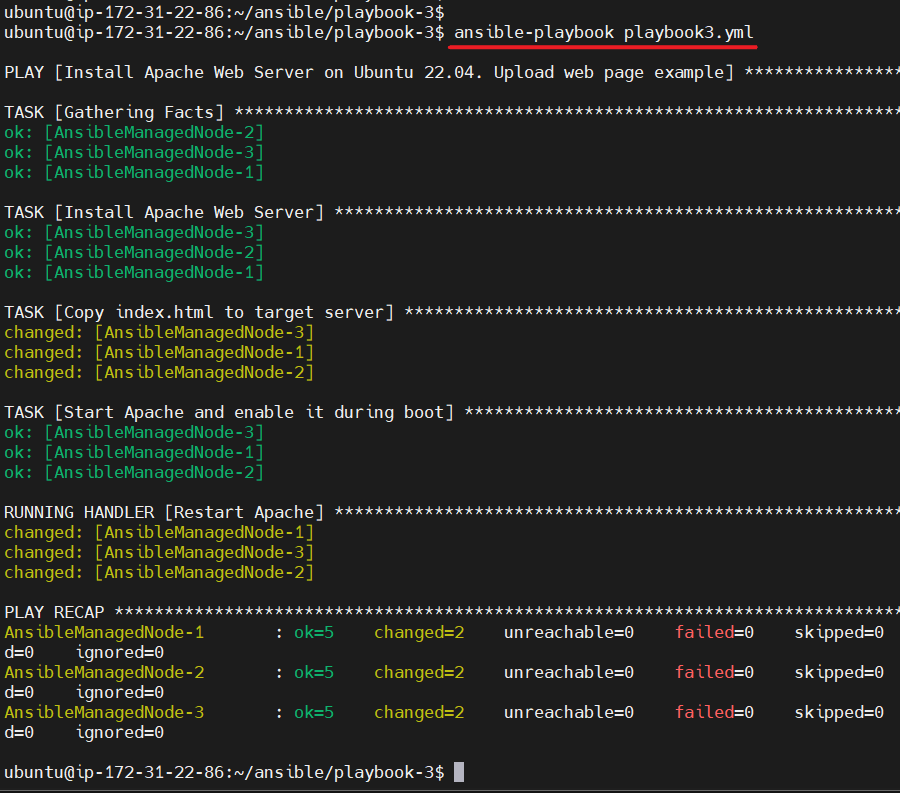 ubuntu@ip-172-31-22-86:~/ansible/playbook-3$
ubuntu@ip-172-31-22-86:~/ansible/playbook-3$ ansible-playbook playbook3.yml
PLAY [Install Apache Web Server on Ubuntu 22.04. Upload web page example] ****************
TASK [Gathering Facts] *******************************************************************
ok: [AnsibleManagedNode-2]
ok: [AnsibleManagedNode-3]
ok: [AnsibleManagedNode-1]
TASK [Install Apache Web Server] *********************************************************
ok: [AnsibleManagedNode-3]
ok: [AnsibleManagedNode-2]
ok: [AnsibleManagedNode-1]
TASK [Copy index.html to target server] **************************************************
changed: [AnsibleManagedNode-3]
changed: [AnsibleManagedNode-1]
changed: [AnsibleManagedNode-2]
TASK [Start Apache and enable it during boot] ********************************************
ok: [AnsibleManagedNode-3]
ok: [AnsibleManagedNode-1]
ok: [AnsibleManagedNode-2]
RUNNING HANDLER [Restart Apache] *********************************************************
changed: [AnsibleManagedNode-1]
changed: [AnsibleManagedNode-3]
changed: [AnsibleManagedNode-2]
PLAY RECAP *******************************************************************************
AnsibleManagedNode-1       : ok=5    changed=2    unreachable=0    failed=0    skipped=0
d=0    ignored=0
AnsibleManagedNode-2       : ok=5    changed=2    unreachable=0    failed=0    skipped=0
d=0    ignored=0
AnsibleManagedNode-3       : ok=5    changed=2    unreachable=0    failed=0    skipped=0
d=0    ignored=0
ubuntu@ip-172-31-22-86:~/ansible/playbook-3$